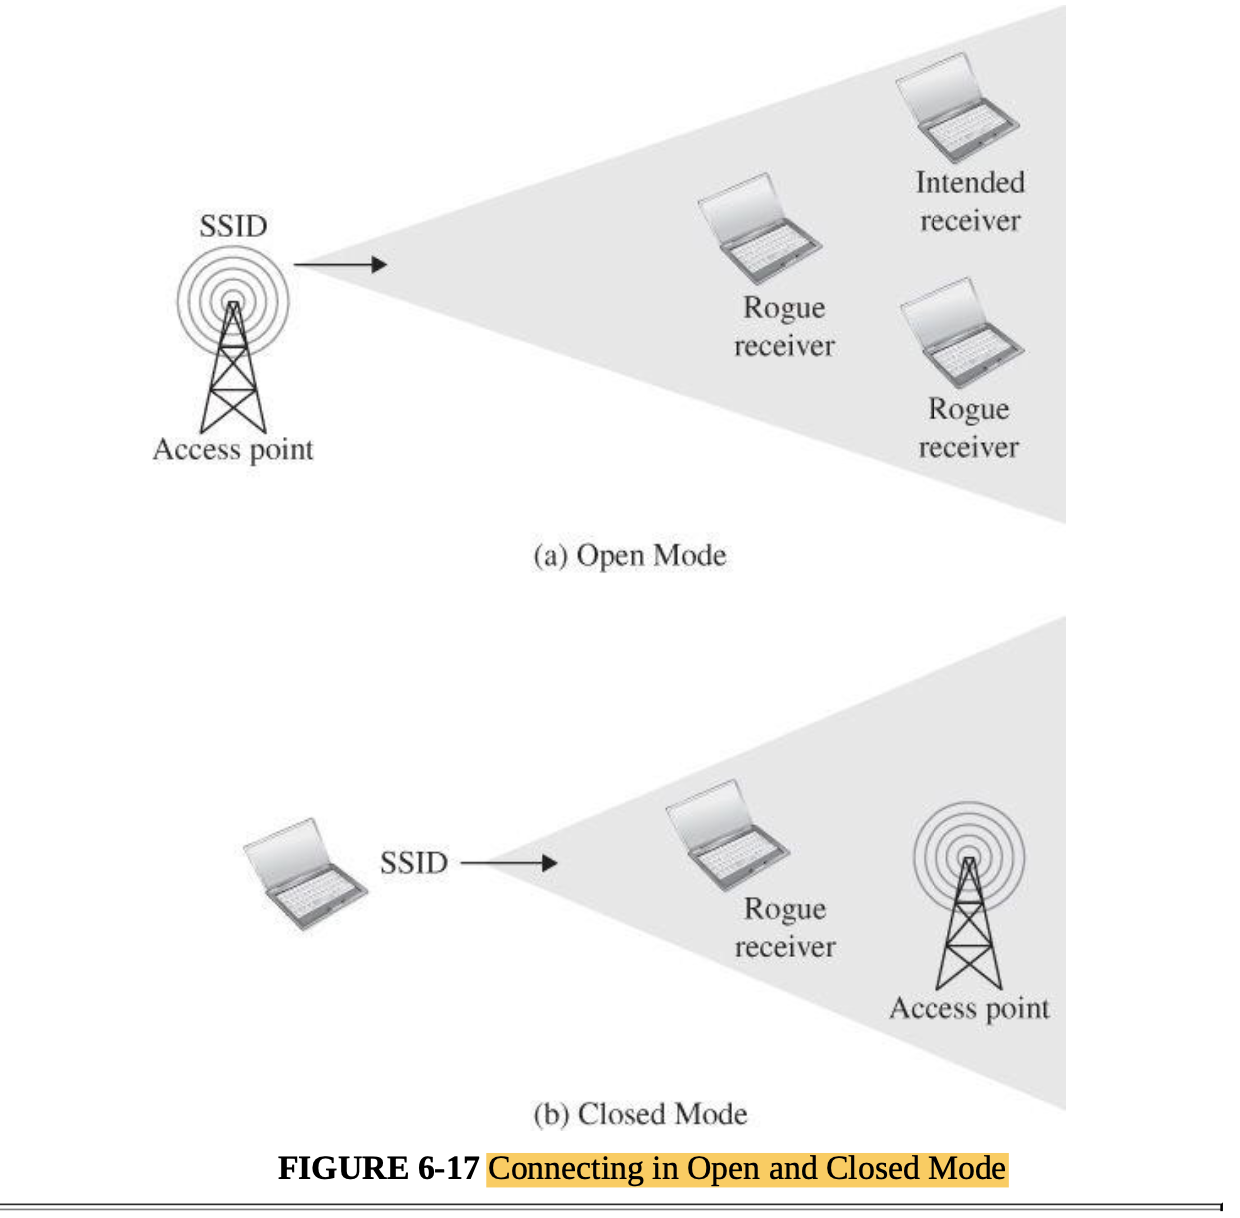 SSID
Access point
Intended
receiver
Rogue
receiver
Rogue
receiver
(a) Open Mode
SSID
Rogue
receiver
Access point
(b) Closed Mode
FIGURE 6-17 Connecting in Open and Closed Mode